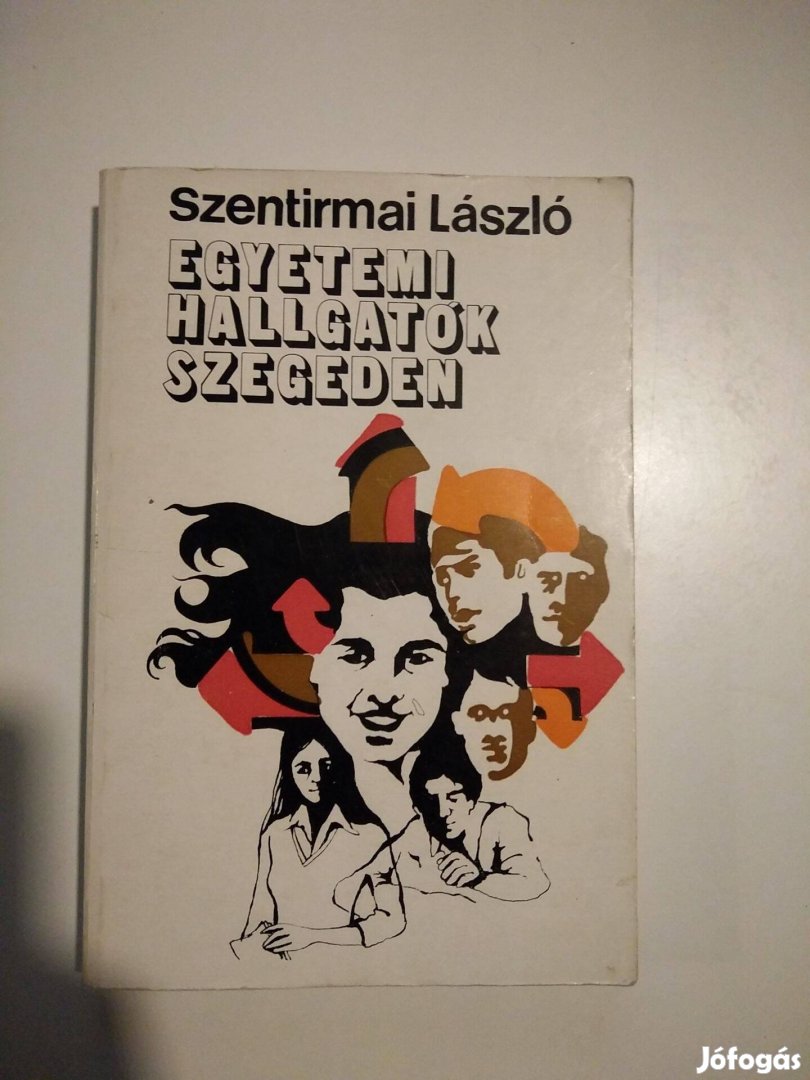 Szentirmai László
EGYETEMI
HALLGATÓK
SZEGEDEN
Jófogás